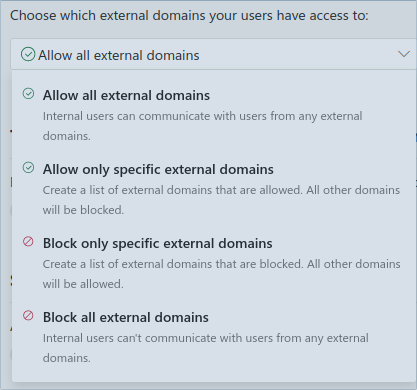 Choose which external domains your users have access to:
Allow all external domains
Allow all external domains
Internal users can communicate with users from any external
domains.
Allow only specific external domains
Create a list of external domains that are allowed. All other domains
will be blocked.
Block only specific external domains
Create a list of external domains that are blocked. All other domains
will be allowed.
Block all external domains
Internal users can't communicate with users from any external
domains.